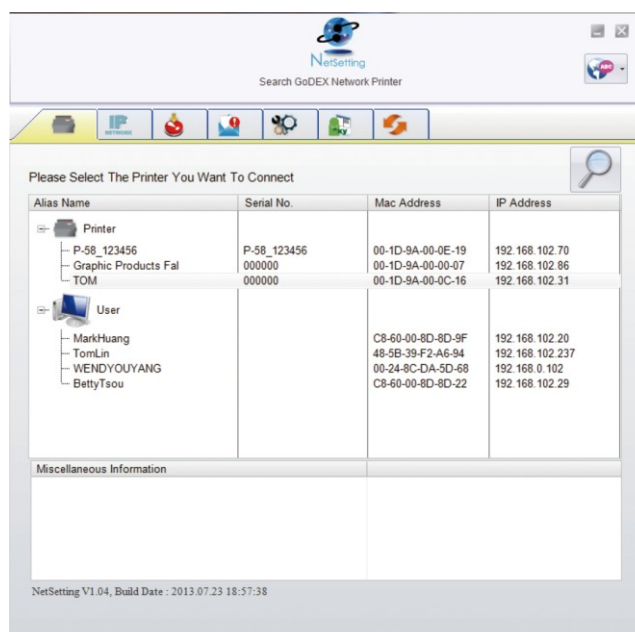 NetSetting
Search GoDEX Network Printer
ABC
IP
NETWORK
Please Select The Printer You Want To Connect
Alias Name Serial No. Mac Address IP Address
Printer
P-58_123456 P-58_123456 00-1D-9A-00-0E-19 192.168.102.70
Graphic Products Fal 000000 00-1D-9A-00-00-07 192.168.102.86
TOM 000000 00-1D-9A-00-0C-16 192.168.102.31
User
MarkHuang C8-60-00-8D-8D-9F 192.168.102.20
TomLin 48-5B-39-F2-A6-94 192.168.102.237
WENDYOUYANG 00-24-8C-DA-5D-68 192.168.0.102
BettyTsou C8-60-00-8D-8D-22 192.168.102.29
Miscellaneous Information
NetSetting V1.04, Build Date : 2013.07.23 18:57:38